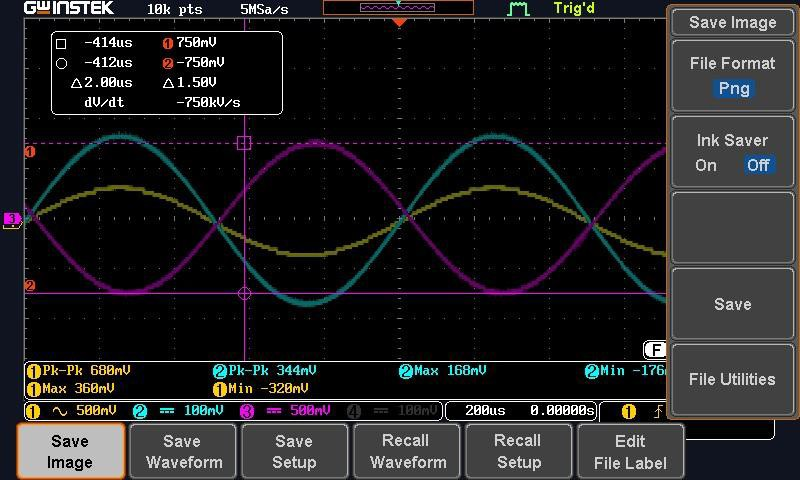 GWINSTEK 10k pts 5MSa/s Trig'd
-414us 1 750mV
-412us 2 -750mV
△2.00us △1.50V
dV/dt -750kV/s
1
3
2
F
1 Pk-Pk 680mV 2 Pk-Pk 344mV 2 Max 168mV 2 Min -176m
1 Max 360mV 1 Min -320mV
1 ∿ 500mV 2 100mV 3 500mV 4 100mV 200us 0.00000s 1
Save Image
File Format
Png
Ink Saver
On Off
Save
File Utilities
Save
Image
Save
Waveform
Save
Setup
Recall
Waveform
Recall
Setup
Edit
File Label